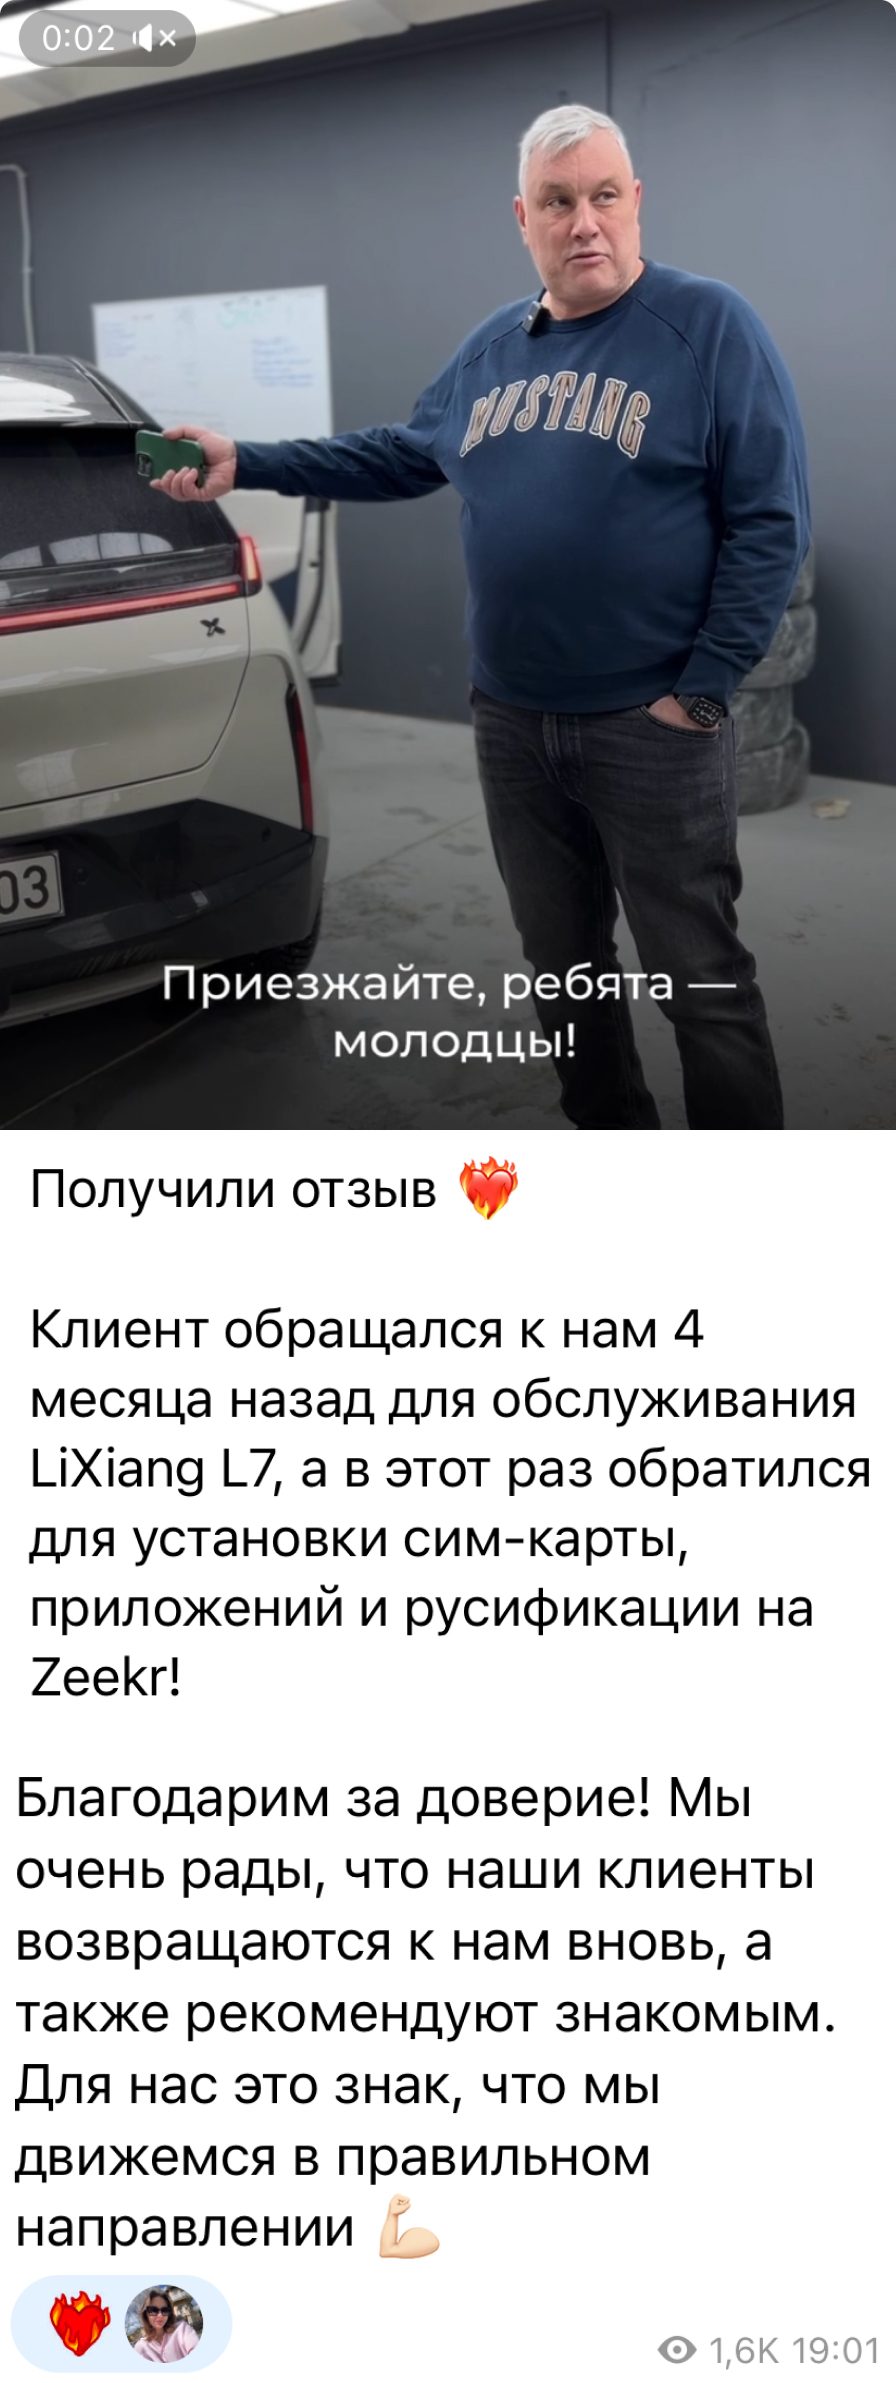 0:02
MUSTANG
03
Приезжайте, ребята —
молодцы!
Получили отзыв ❤️‍🔥
Клиент обращался к нам 4
месяца назад для обслуживания
LiXiang L7, а в этот раз обратился
для установки сим-карты,
приложений и русификации на
Zeekr!
Благодарим за доверие! Мы
очень рады, что наши клиенты
возвращаются к нам вновь, а
также рекомендуют знакомым.
Для нас это знак, что мы
движемся в правильном
направлении 💪🏻
1,6K 19:01